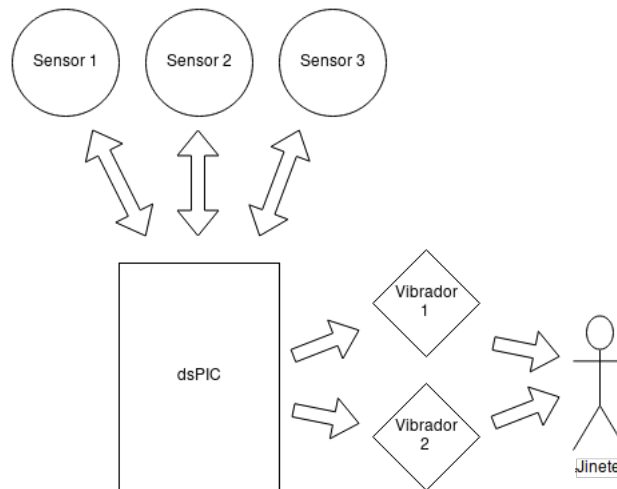 Sensor 1
Sensor 2
Sensor 3
Vibrador
1
dsPIC
Vibrador
2
Jinete